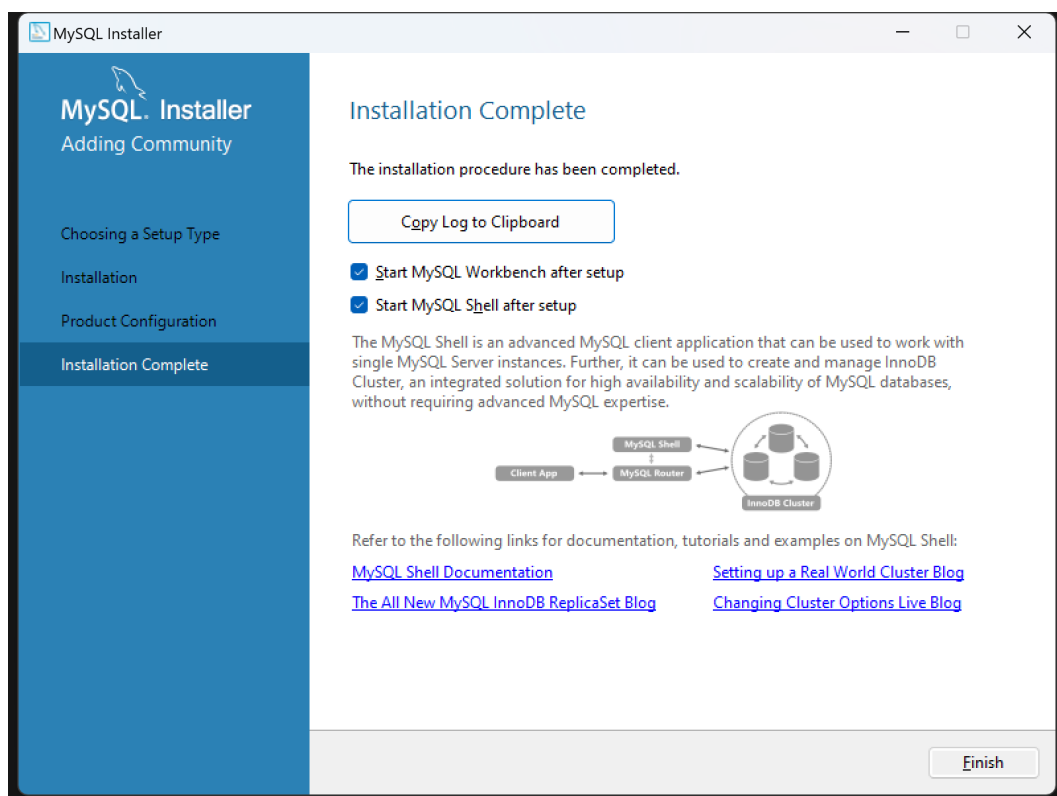 MySQL Installer
MySQL. Installer
Adding Community
Choosing a Setup Type
Installation
Product Configuration
Installation Complete
Installation Complete
The installation procedure has been completed.
Copy Log to Clipboard
Start MySQL Workbench after setup
Start MySQL Shell after setup
The MySQL Shell is an advanced MySQL client application that can be used to work with
single MySQL Server instances. Further, it can be used to create and manage InnoDB
Cluster, an integrated solution for high availability and scalability of MySQL databases,
without requiring advanced MySQL expertise.
MySQL Shell
Client App
MySQL Router
InnoDB Cluster
Refer to the following links for documentation, tutorials and examples on MySQL Shell:
MySQL Shell Documentation
Setting up a Real World Cluster Blog
The All New MySQL InnoDB ReplicaSet Blog
Changing Cluster Options Live Blog
Finish